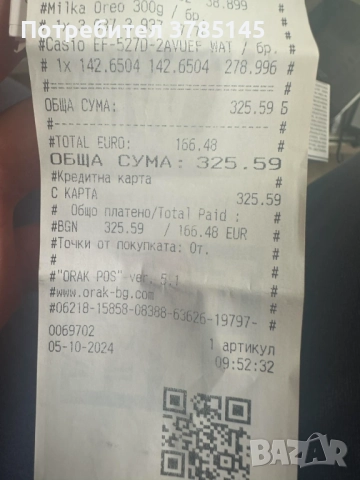 Потребител 3785145
#Milka Oreo 300g / бр.
38.899
#Casio EF-527D-2AVUEF WAT / бр.
# 1x 142.6504 142.6504 278.996 #
#--------------------------------#
ОБЩА СУМА: 325.59 Б
#--------------------------------#
#TOTAL EURO: 166.48 #
ОБЩА СУМА: 325.59
#Кредитна карта #
С КАРТА 325.59
# Общо платено/Total Paid : #
#BGN 325.59 / 166.48 EUR #
#Точки от покупката: 0т. #
# #
#"ORAK POS"-ver. 5.1 #
#www.orak-bg.com #
#06218-15858-08388-63626-19797- #
0069702 1 артикул
05-10-2024 09:52:32
BAZAR